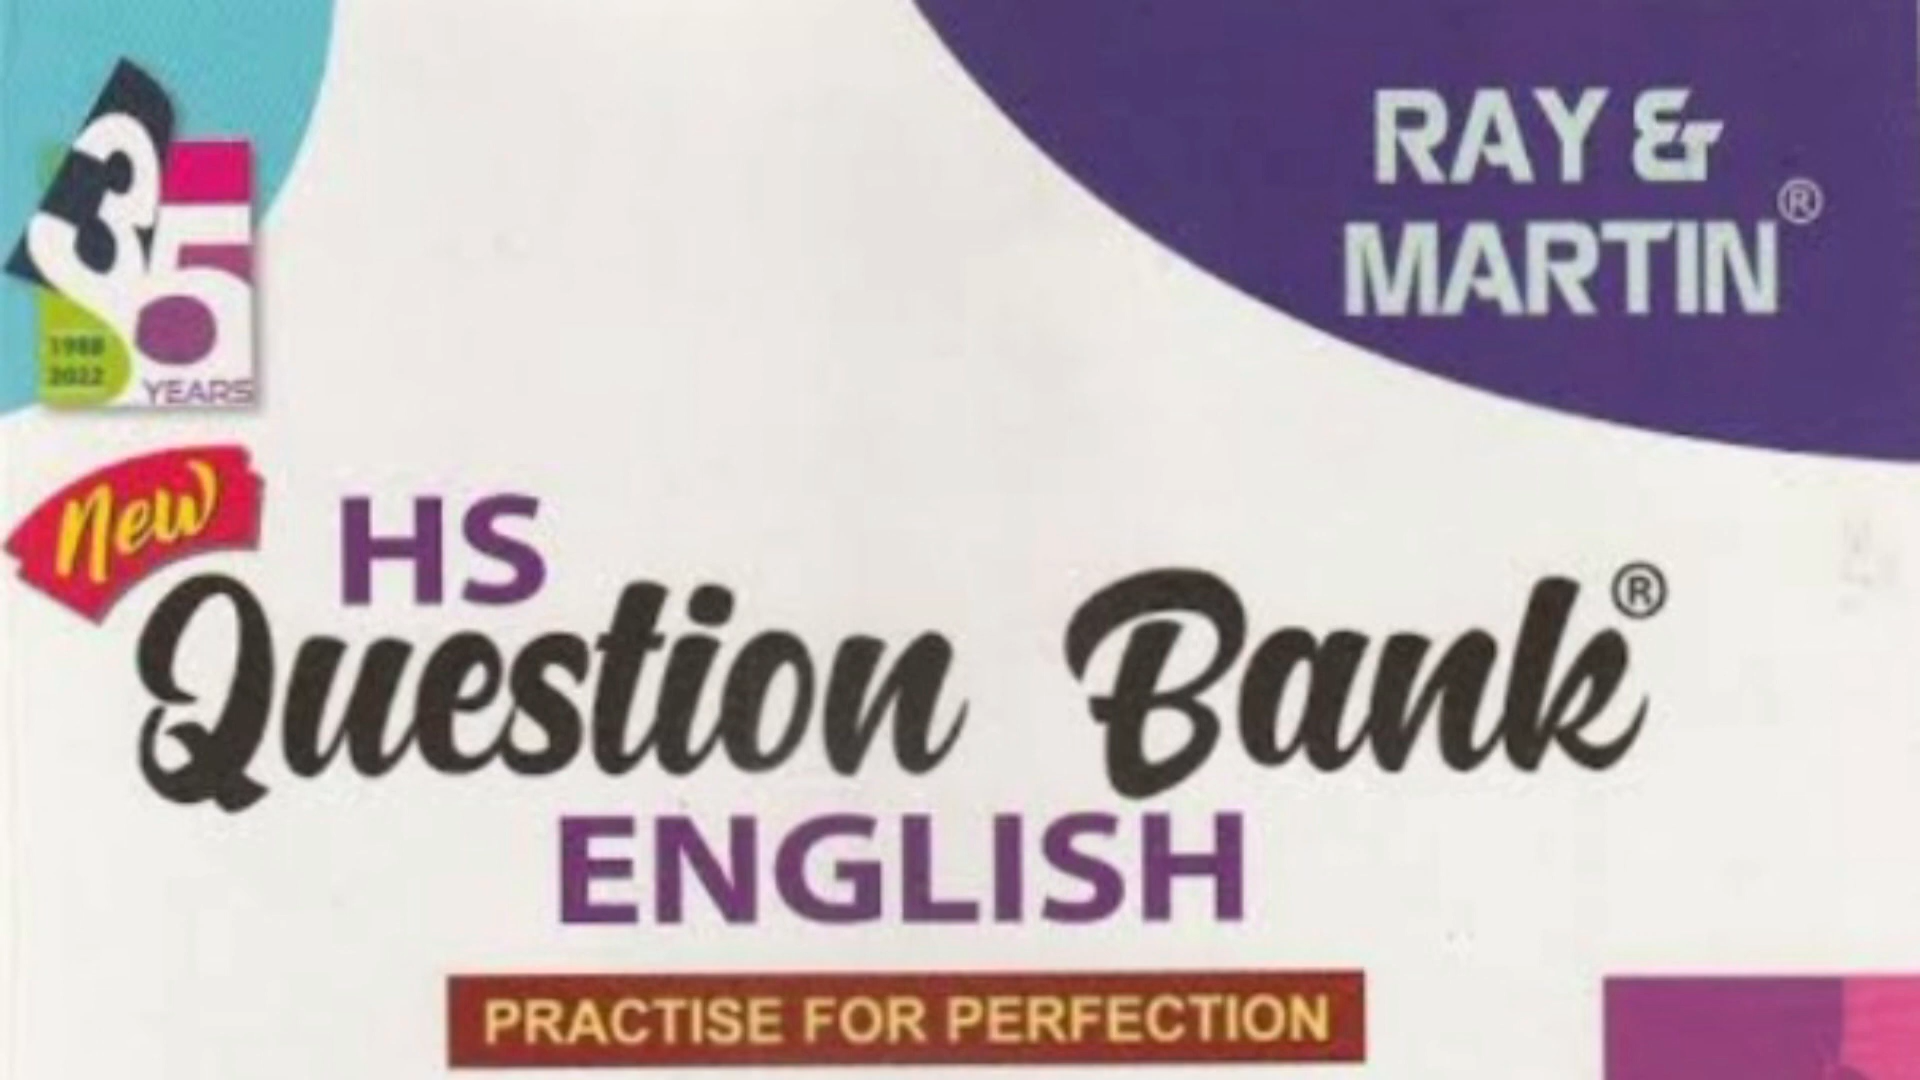 RAY &
MARTIN®
35
1988
2022
YEARS
New
HS
Question Bank®
ENGLISH
PRACTISE FOR PERFECTION